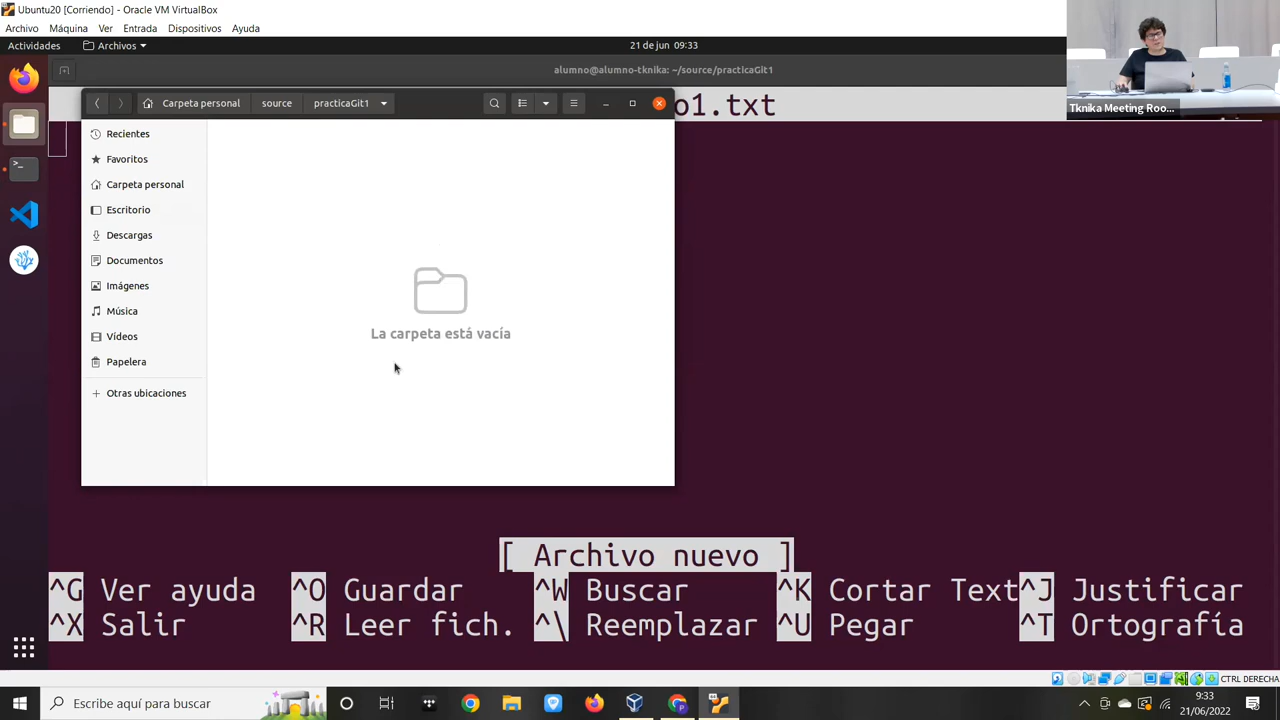 Ubuntu20 [Corriendo] - Oracle VM VirtualBox
Archivo Máquina Ver Entrada Dispositivos Ayuda
Actividades Archivos 21 de jun 09:33
alumno@alumno-tknika: ~/source/practicaGit1
Carpeta personal source practicaGit1
o1.txt
Tknika Meeting Roo...
Recientes
Favoritos
Carpeta personal
Escritorio
Descargas
Documentos
Imágenes
Música
Vídeos
Papelera
Otras ubicaciones
La carpeta está vacía
[ Archivo nuevo ]
^G Ver ayuda ^O Guardar ^W Buscar ^K Cortar Text ^J Justificar
^X Salir ^R Leer fich. ^\ Reemplazar ^U Pegar ^T Ortografía
CTRL DERECHA
Escribe aquí para buscar
9:33
21/06/2022